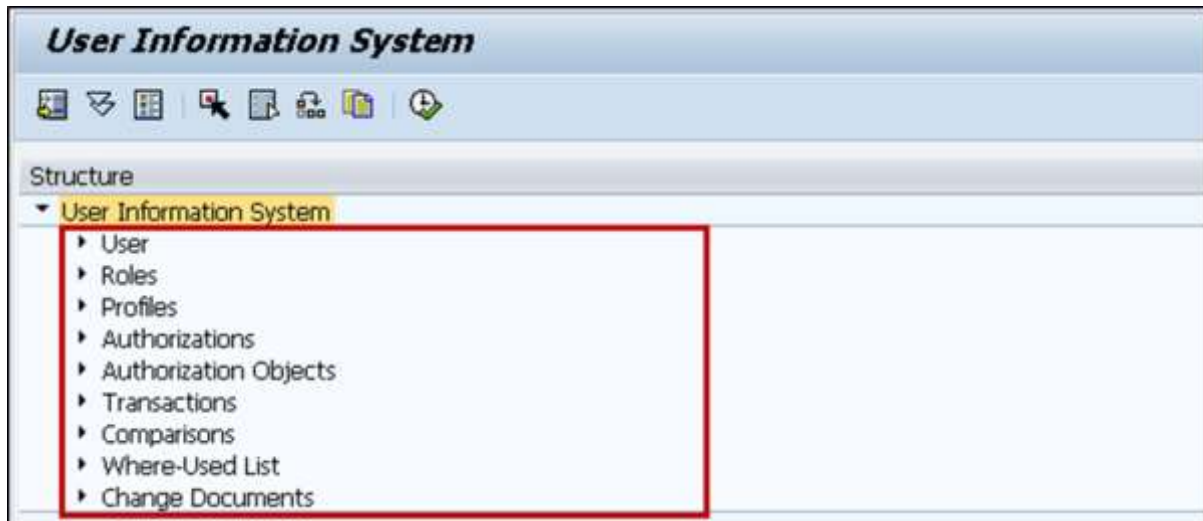 User Information System
Structure
User Information System
User
Roles
Profiles
Authorizations
Authorization Objects
Transactions
Comparisons
Where-Used List
Change Documents